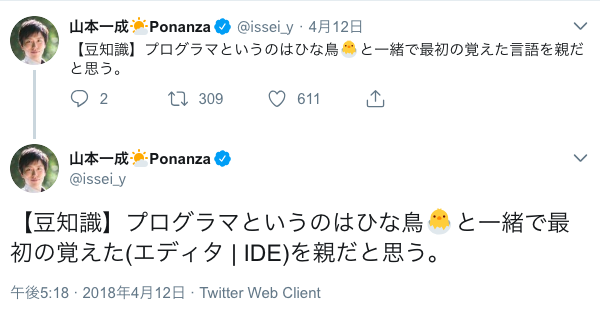 山本一成🌤Ponanza @issei_y · 4月12日
【豆知識】プログラマというのはひな鳥🐣と一緒で最初の覚えた言語を親だ
と思う。
2 309 611
山本一成🌤Ponanza
@issei_y
【豆知識】プログラマというのはひな鳥🐣と一緒で最
初の覚えた(エディタ | IDE)を親だと思う。
午後5:18 · 2018年4月12日 · Twitter Web Client